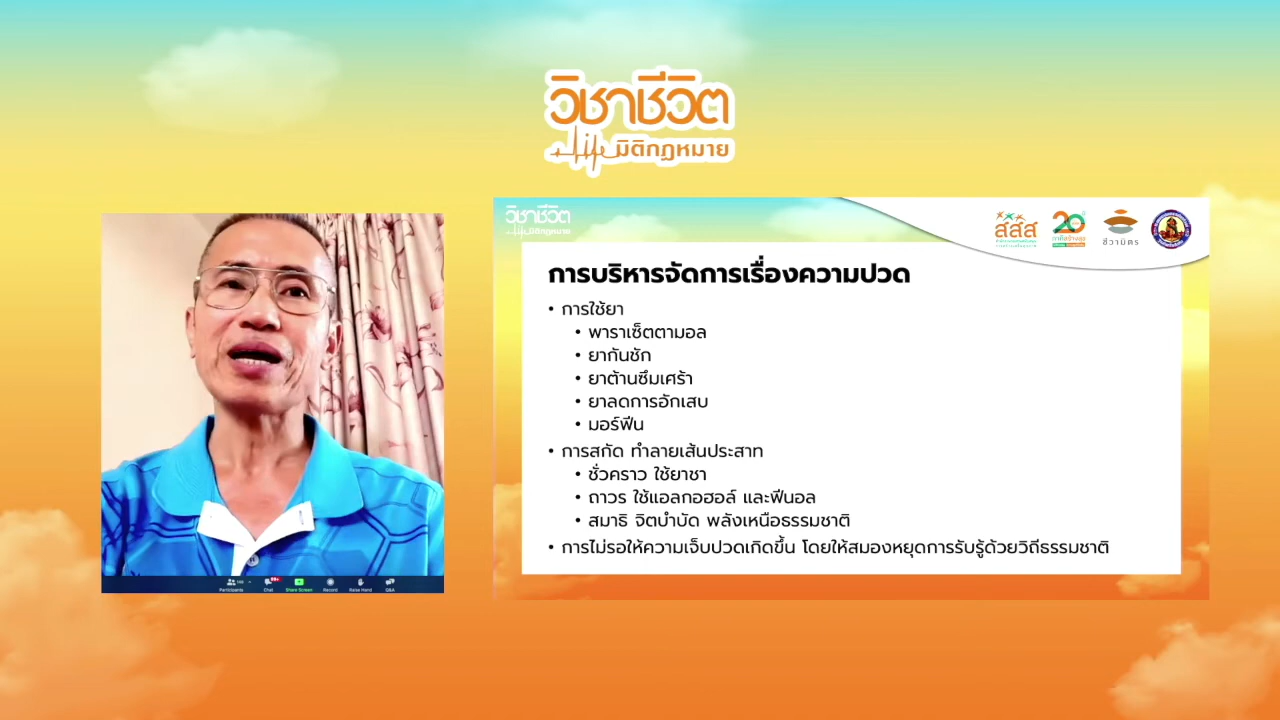 วิชาชีวิต
Life มิติกฎหมาย
วิชาชีวิต
Life มิติกฎหมาย
สสส
20
ชีวามิตร
การบริหารจัดการเรื่องความปวด
• การใช้ยา
• พาราเซ็ตตามอล
• ยากันชัก
• ยาต้านซึมเศร้า
• ยาลดการอักเสบ
• มอร์ฟีน
• การสกัด ทำลายเส้นประสาท
• ชั่วคราว ใช้ยาชา
• ถาวร ใช้แอลกอฮอล์ และฟีนอล
• สมาธิ จิตบำบัด พลังเหนือธรรมชาติ
• การไม่รอให้ความเจ็บปวดเกิดขึ้น โดยให้สมองหยุดการรับรู้ด้วยวิถีธรรมชาติ
Participants Chat Share Screen Record Raise Hand Q&A